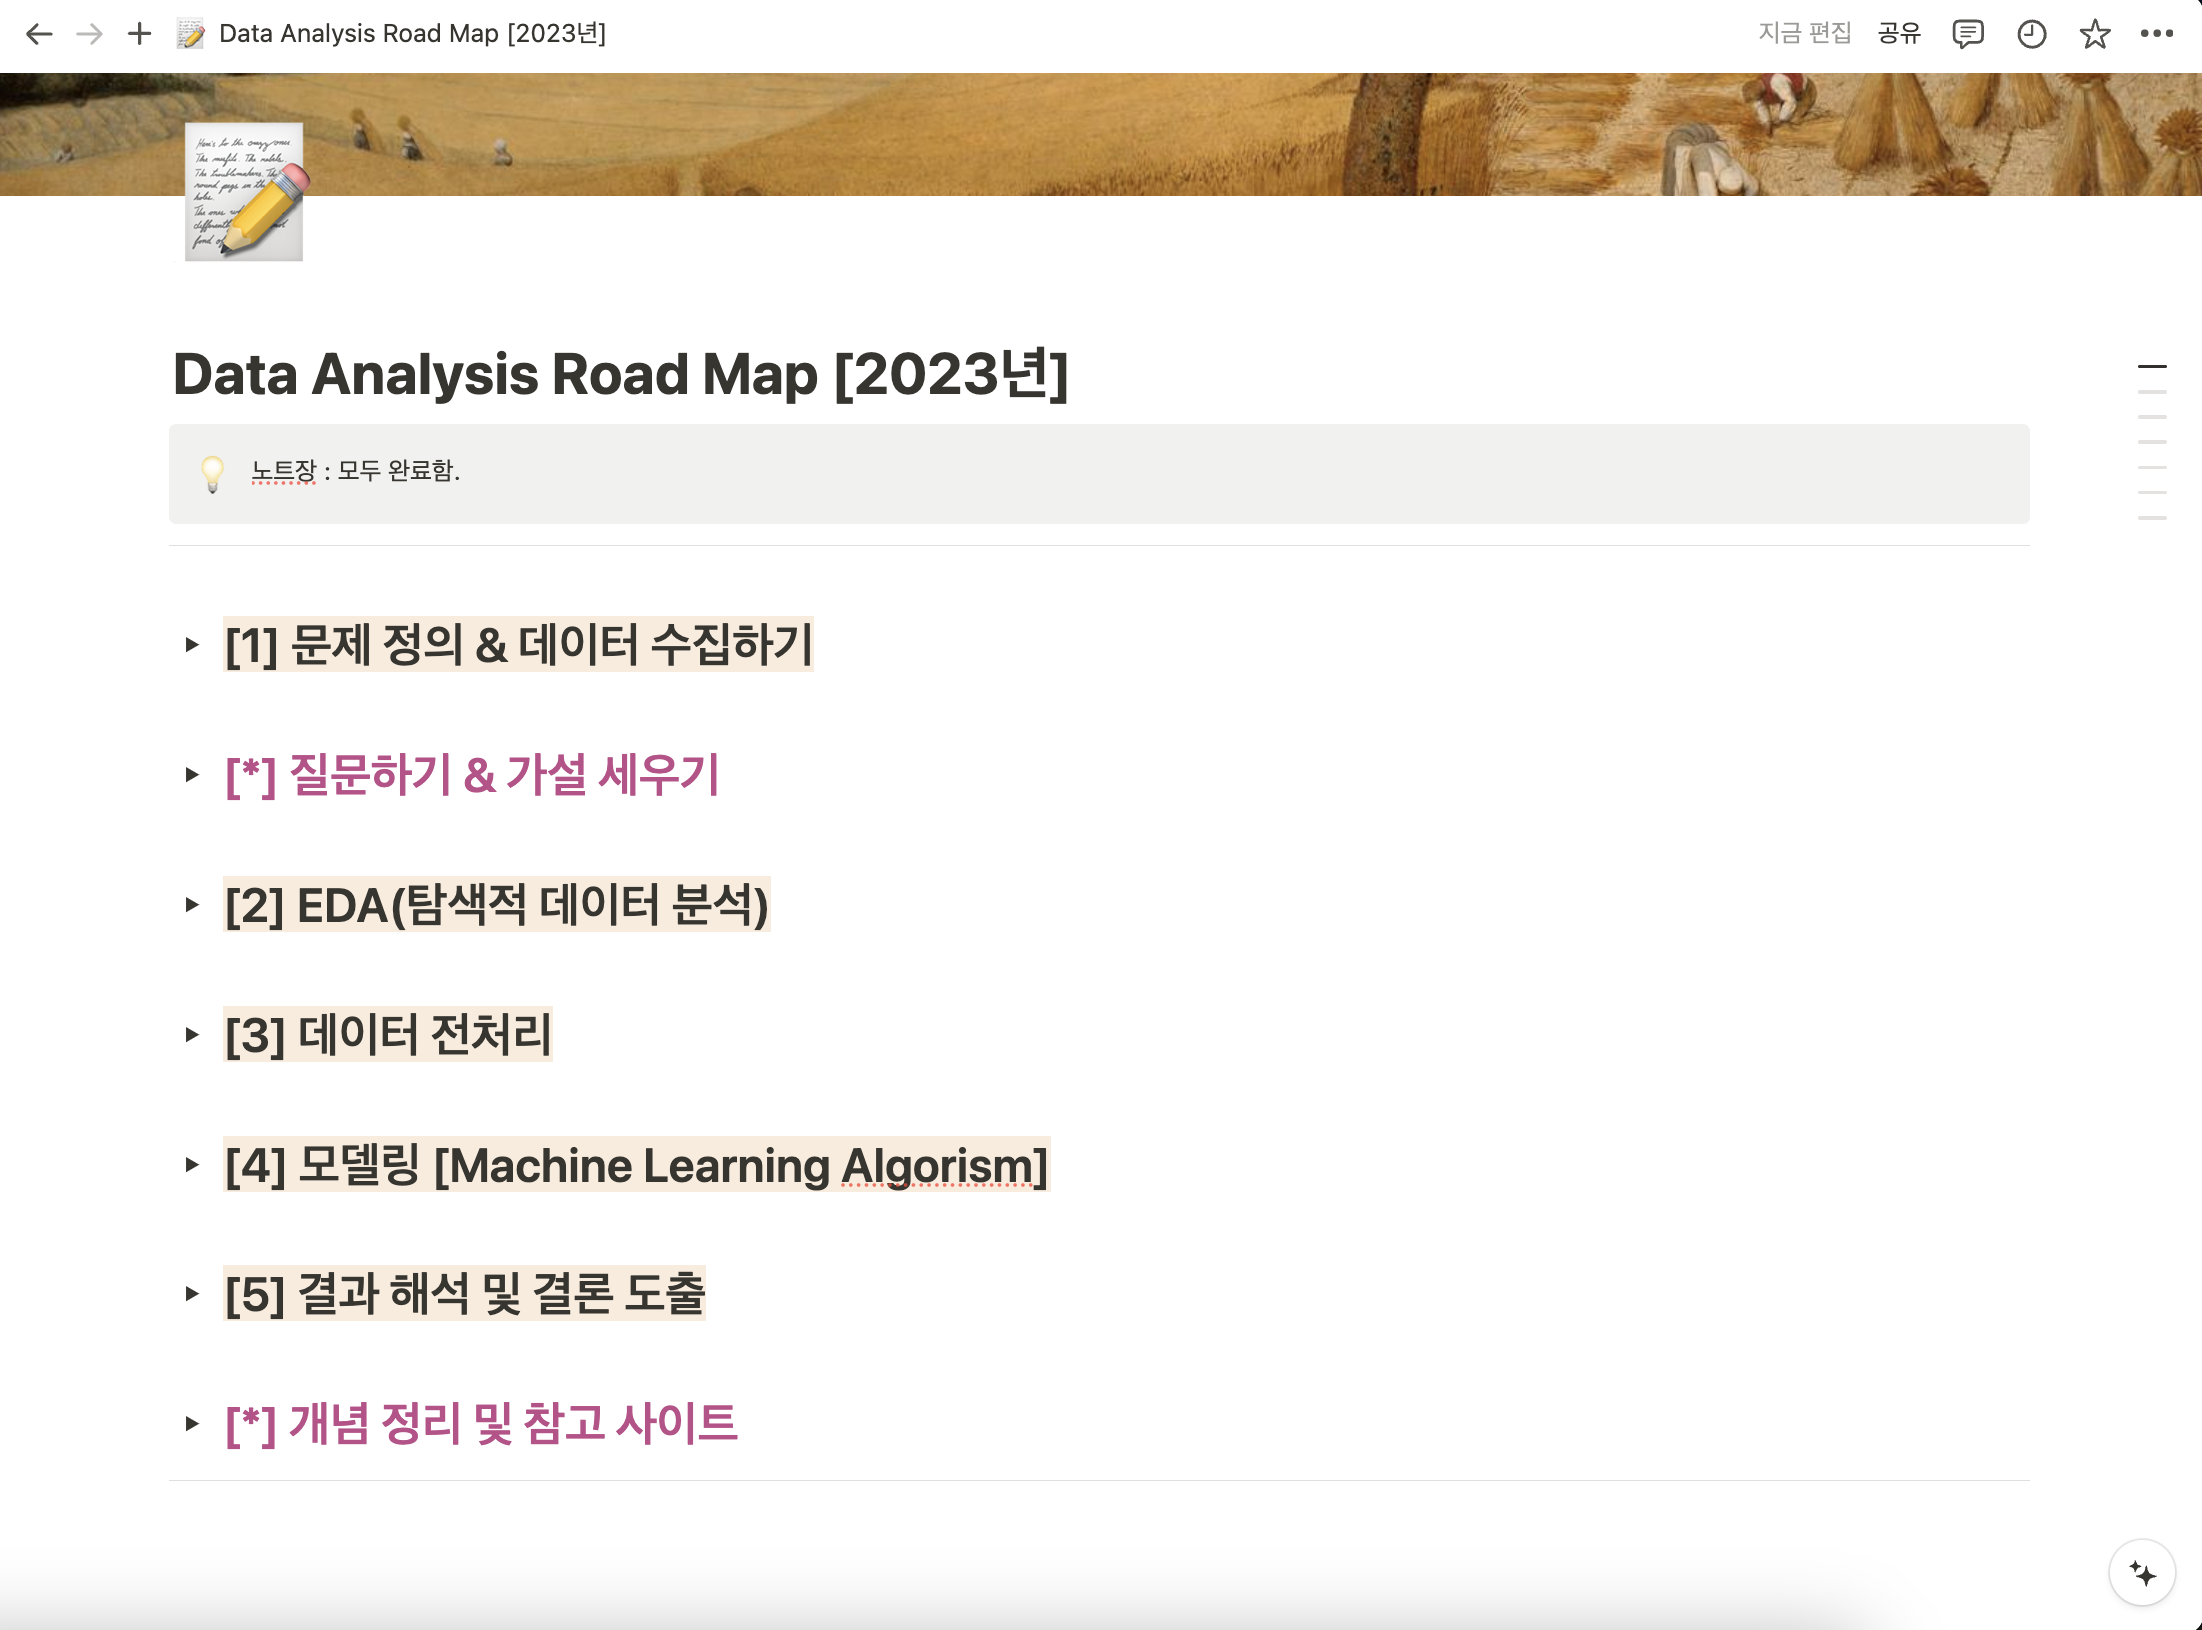 Data Analysis Road Map [2023년]
지금 편집 공유
Here's to the crazy ones.
Data Analysis Road Map [2023년]
노트장 : 모두 완료함.
[1] 문제 정의 & 데이터 수집하기
[*] 질문하기 & 가설 세우기
[2] EDA(탐색적 데이터 분석)
[3] 데이터 전처리
[4] 모델링 [Machine Learning Algorism]
[5] 결과 해석 및 결론 도출
[*] 개념 정리 및 참고 사이트